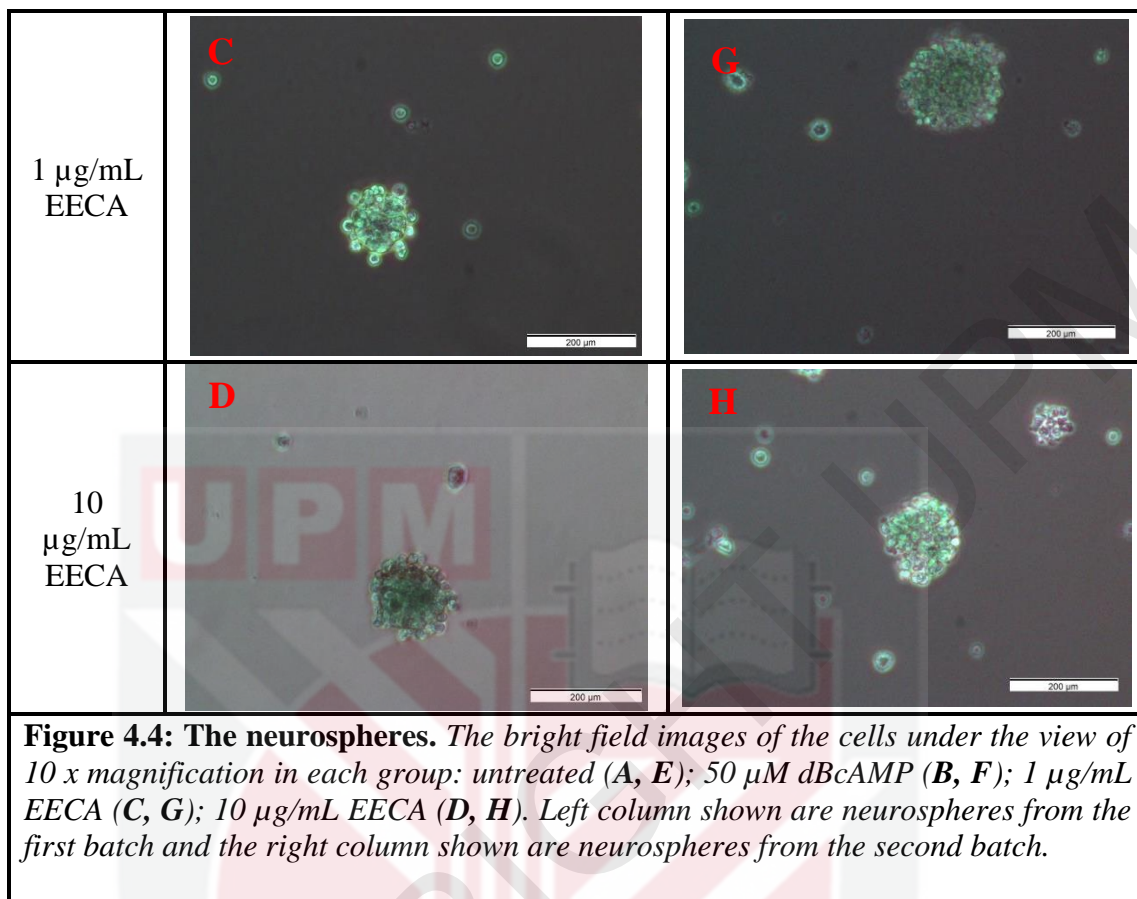 C
G
1 µg/mL
EECA
200 µm
200 µm
D
H
10
µg/mL
EECA
UPM
200 µm
200 µm
UPM
Figure 4.4: The neurospheres. The bright field images of the cells under the view of
10 x magnification in each group: untreated (A, E); 50 µM dBcAMP (B, F); 1 µg/mL
EECA (C, G); 10 µg/mL EECA (D, H). Left column shown are neurospheres from the
first batch and the right column shown are neurospheres from the second batch.